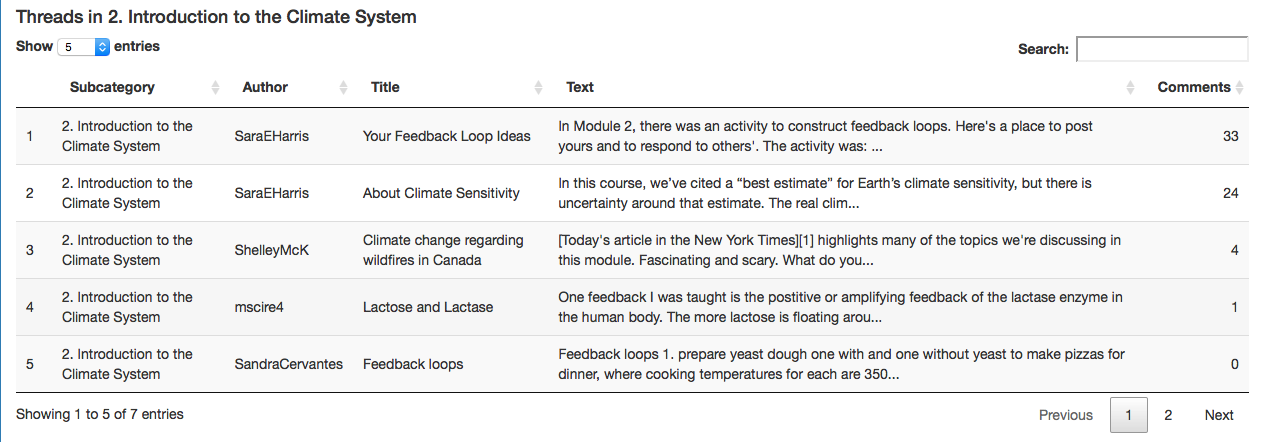 Threads in 2. Introduction to the Climate System
Show 5 entries
Search:
Subcategory Author Title Text Comments
1 2. Introduction to the Climate System SaraEHarris Your Feedback Loop Ideas In Module 2, there was an activity to construct feedback loops. Here's a place to post yours and to respond to others'. The activity was: ... 33
2 2. Introduction to the Climate System SaraEHarris About Climate Sensitivity In this course, we’ve cited a “best estimate” for Earth’s climate sensitivity, but there is uncertainty around that estimate. The real clim... 24
3 2. Introduction to the Climate System ShelleyMcK Climate change regarding wildfires in Canada [Today's article in the New York Times][1] highlights many of the topics we're discussing in this module. Fascinating and scary. What do you... 4
4 2. Introduction to the Climate System mscire4 Lactose and Lactase One feedback I was taught is the postitive or amplifying feedback of the lactase enzyme in the human body. The more lactose is floating arou... 1
5 2. Introduction to the Climate System SandraCervantes Feedback loops Feedback loops 1. prepare yeast dough one with and one without yeast to make pizzas for dinner, where cooking temperatures for each are 350... 0
Showing 1 to 5 of 7 entries
Previous 1 2 Next